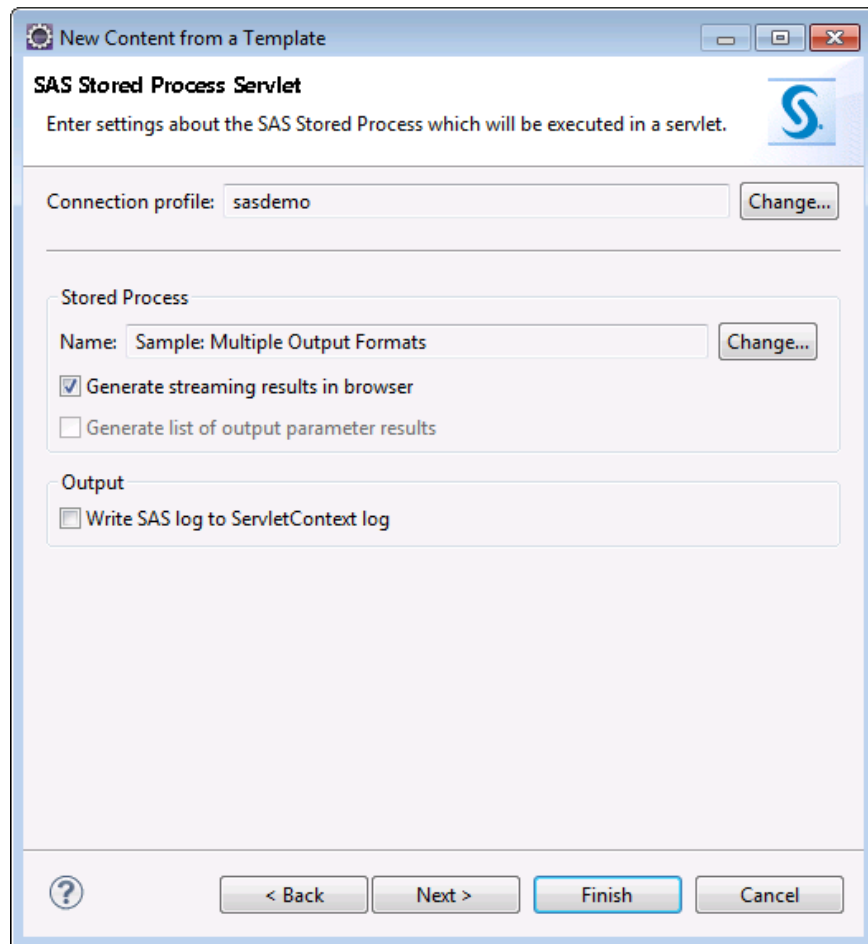 New Content from a Template
SAS Stored Process Servlet
Enter settings about the SAS Stored Process which will be executed in a servlet.
Connection profile: sasdemo Change...
Stored Process
Name: Sample: Multiple Output Formats Change...
Generate streaming results in browser
Generate list of output parameter results
Output
Write SAS log to ServletContext log
? < Back Next > Finish Cancel